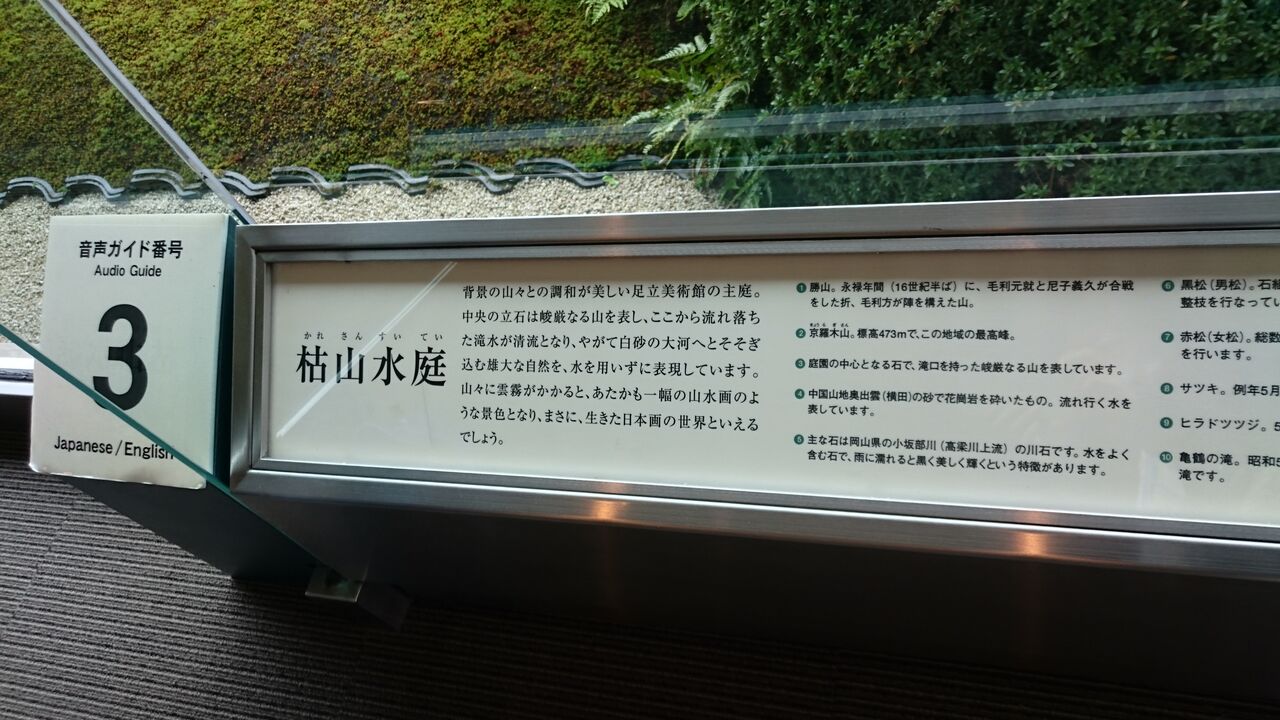 音声ガイド番号
Audio Guide
3
Japanese / English
かれ さん すい てい
枯山水庭
背景の山々との調和が美しい足立美術館の主庭。
中央の立石は峻厳なる山を表し、ここから流れ落ち
た滝水が清流となり、やがて白砂の大河へとそそぎ
込む雄大な自然を、水を用いずに表現しています。
山々に雲霧がかかると、あたかも一幅の山水画のよ
うな景色となり、まさに、生きた日本画の世界といえる
でしょう。
❶ 勝山。永禄年間(16世紀半ば)に、毛利元就と尼子義久が合戦
をした折、毛利方が陣を構えた山。
❷ 京羅木山。標高473mで、この地域の最高峰。
❸ 庭園の中心となる石で、滝口を持った峻厳なる山を表しています。
❹ 中国山地奥出雲(横田)の砂で花崗岩を砕いたもの。流れ行く水を
表しています。
❺ 主な石は岡山県の小坂部川(高梁川上流)の川石です。水をよく
含む石で、雨に濡れると黒く美しく輝くという特徴があります。
❻ 黒松(男松)。石組
整枝を行なってい
❼ 赤松(女松)。総数
を行います。
❽ サツキ。例年5月
❾ ヒラドツツジ。5
❿ 亀鶴の滝。昭和5
滝です。